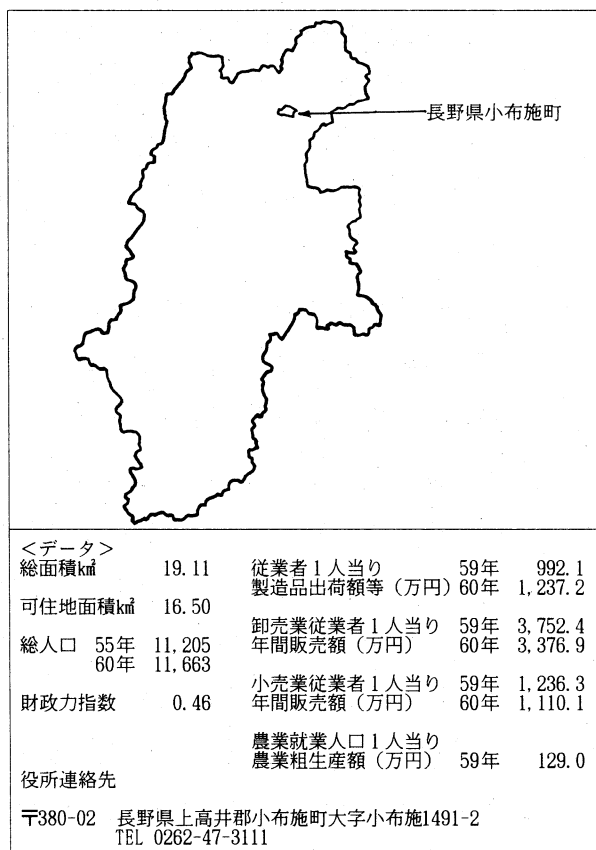 長野県小布施町
＜データ＞
総面積㎢ 19.11
可住地面積㎢ 16.50
総人口 55年 11,205
60年 11,663
財政力指数 0.46
従業者１人当り 59年 992.1
製造品出荷額等（万円） 60年 1,237.2
卸売業従業者１人当り 59年 3,752.4
年間販売額（万円） 60年 3,376.9
小売業従業者１人当り 59年 1,236.3
年間販売額（万円） 60年 1,110.1
農業就業人口１人当り
農業粗生産額（万円） 59年 129.0
役所連絡先
〒380-02 長野県上高井郡小布施町大字小布施1491-2
TEL 0262-47-3111